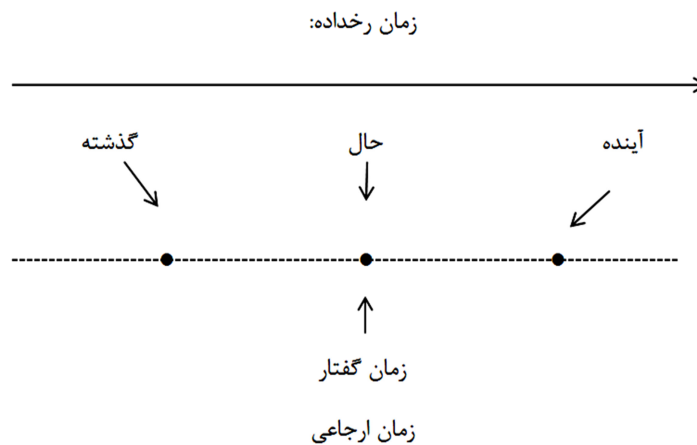 زمان رخداده:
آینده
حال
گذشته
زمان گفتار
زمان ارجاعی